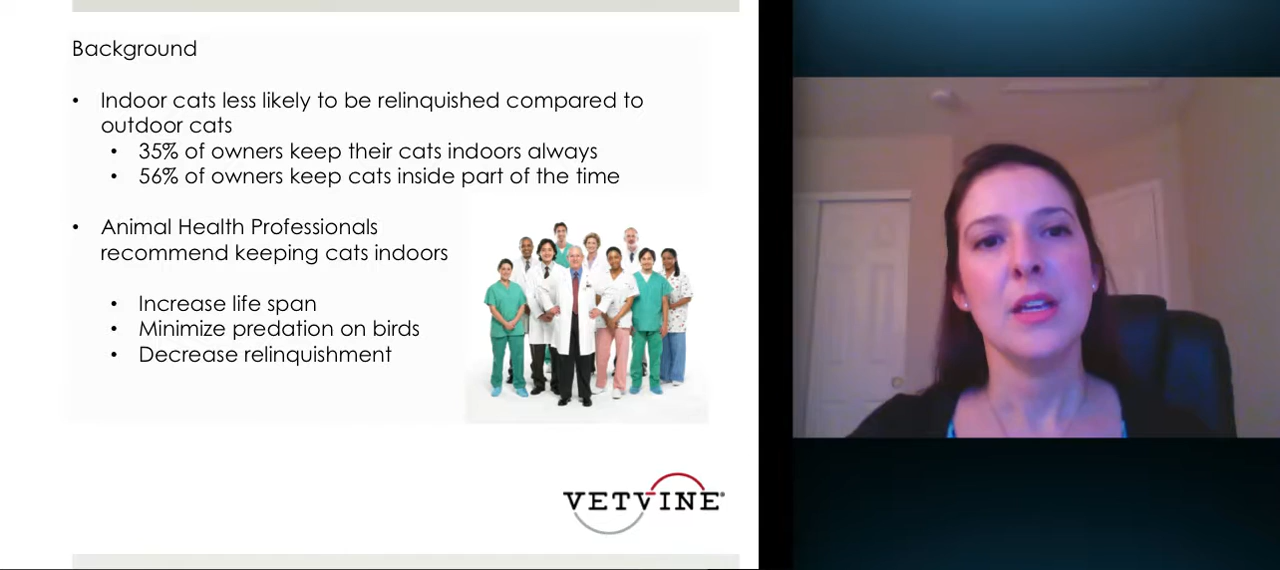 Background
• Indoor cats less likely to be relinquished compared to
outdoor cats
• 35% of owners keep their cats indoors always
• 56% of owners keep cats inside part of the time
• Animal Health Professionals
recommend keeping cats indoors
• Increase life span
• Minimize predation on birds
• Decrease relinquishment
VETVINE®